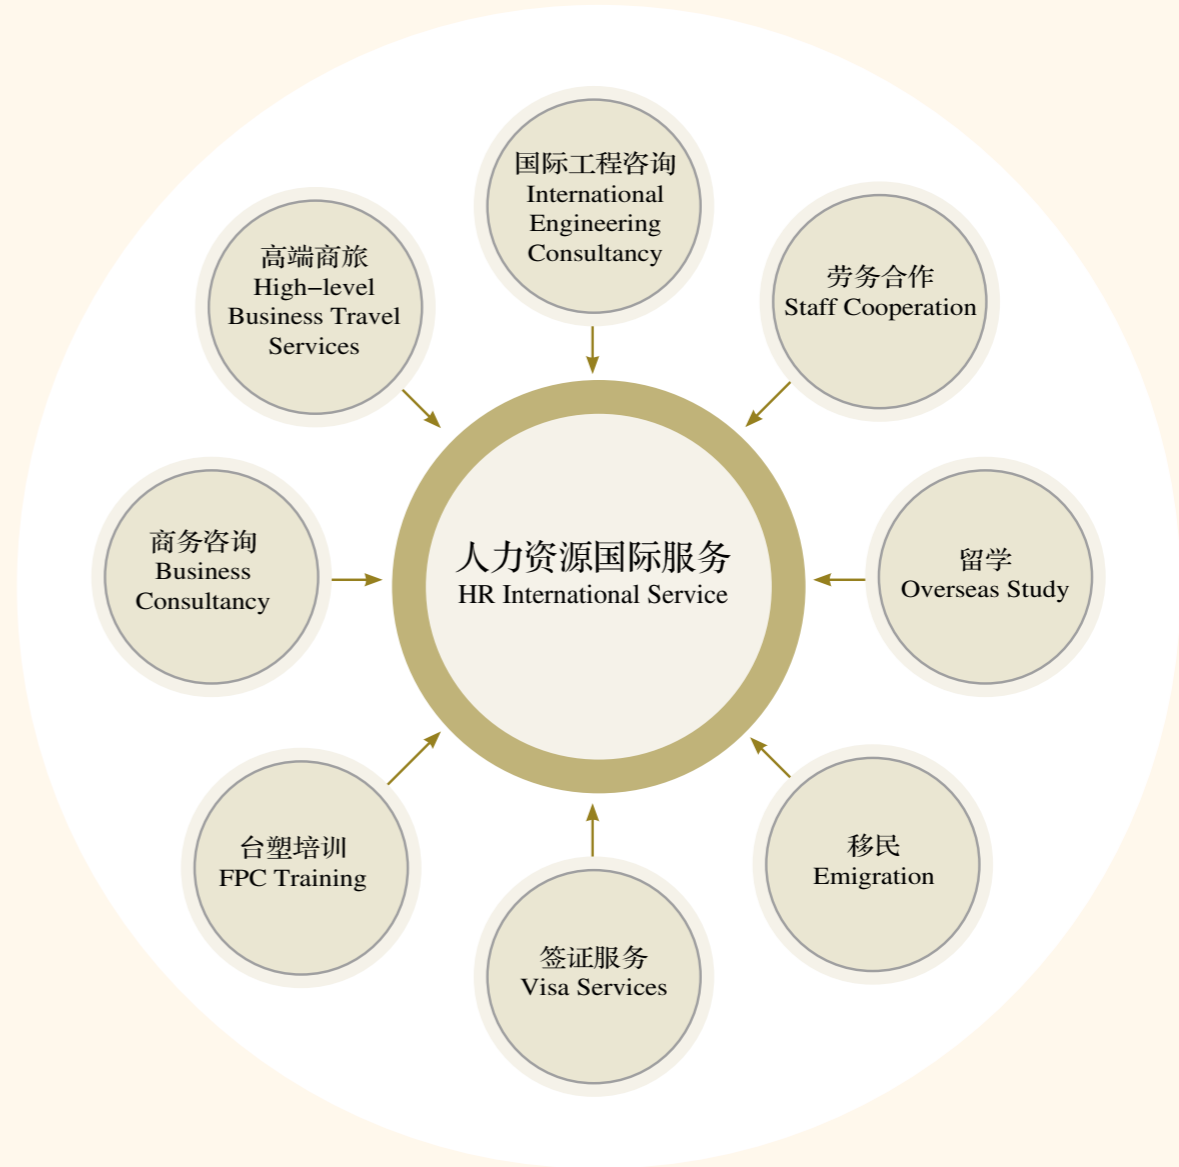 国际工程咨询
International
Engineering
Consultancy
劳务合作
Staff Cooperation
留学
Overseas Study
移民
Emigration
签证服务
Visa Services
台塑培训
FPC Training
商务咨询
Business
Consultancy
高端商旅
High-level
Business Travel
Services
人力资源国际服务
HR International Service